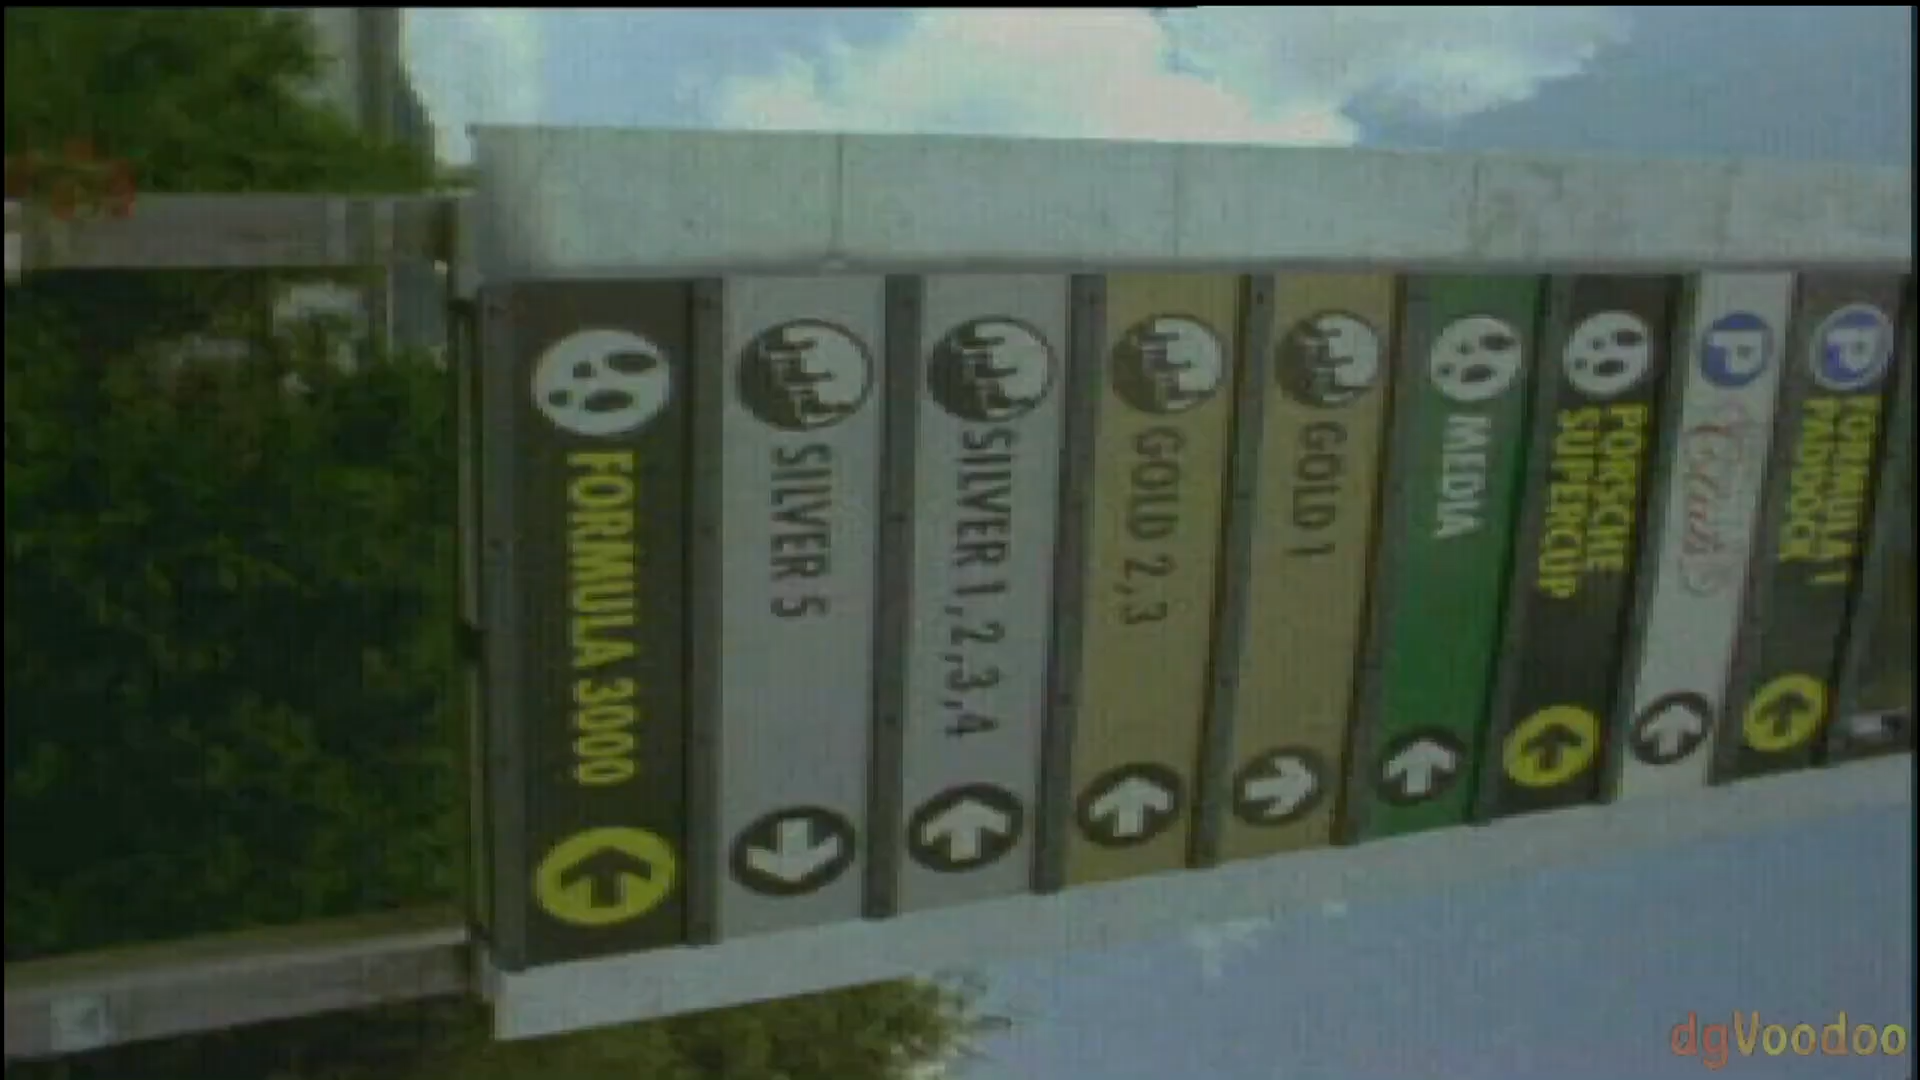 P FORMULA 1
PADDOCK
P
PORSCHE
SUPERCUP
MEDIA
GOLD 1
GOLD 2,3
SILVER 1,2,3,4
SILVER 5
FORMULA 3000
dgVoodoo